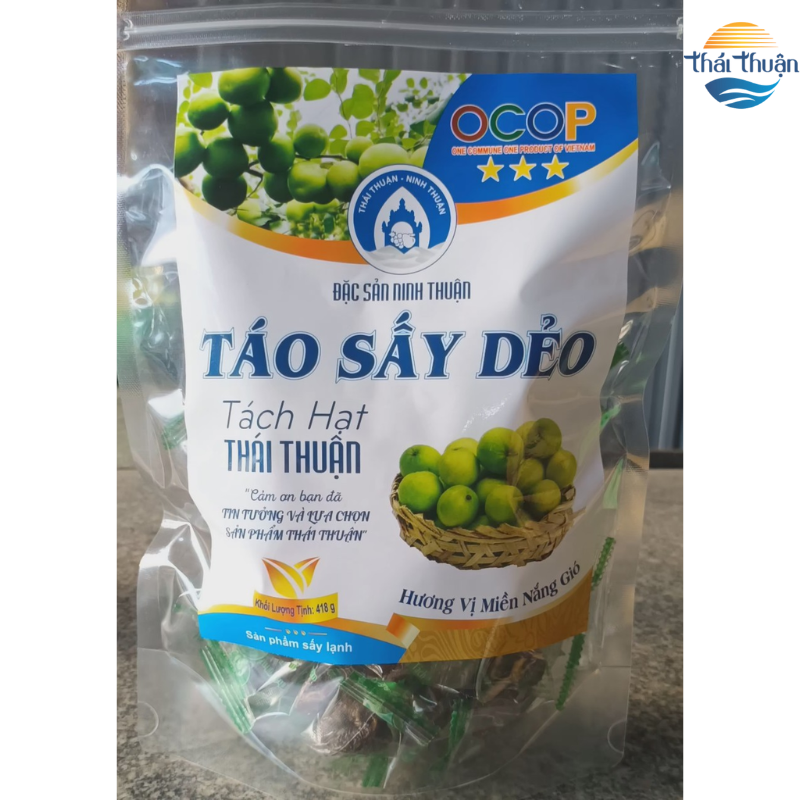 Thái Thuận
OCOP
ONE COMMUNE ONE PRODUCT OF VIETNAM
THÁI THUẬN - NINH THUẬN
ĐẶC SẢN NINH THUẬN
TÁO SẤY DẺO
Tách Hạt
THÁI THUẬN
"Cảm ơn bạn đã
TIN TƯỞNG VÀ LỰA CHỌN
SẢN PHẨM THÁI THUẬN"
Hương Vị Miền Nắng Gió
Khối Lượng Tịnh: 418 g
Sản phẩm sấy lạnh